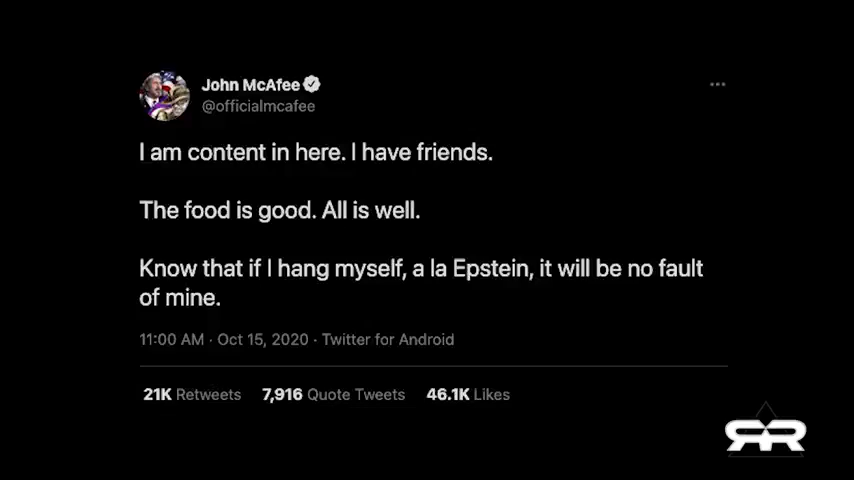 John McAfee
@officialmcafee
I am content in here. I have friends.
The food is good. All is well.
Know that if I hang myself, a la Epstein, it will be no fault
of mine.
11:00 AM · Oct 15, 2020 · Twitter for Android
21K Retweets 7,916 Quote Tweets 46.1K Likes
RR